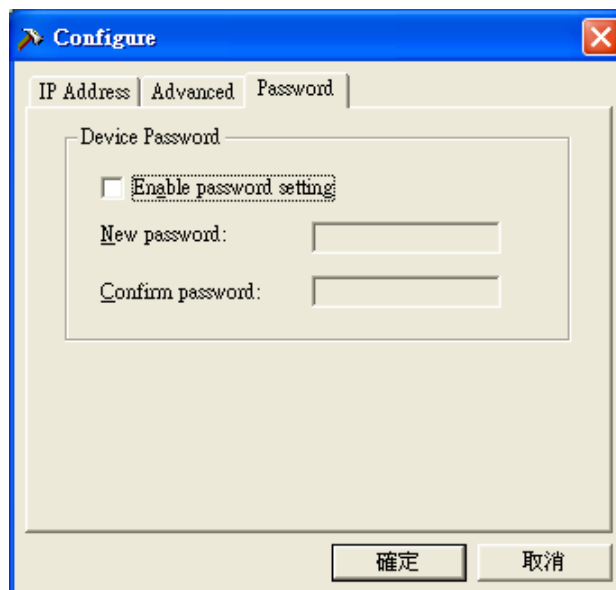 Configure
IP Address Advanced Password
Device Password
Enable password setting
New password:
Confirm password:
確定 取消